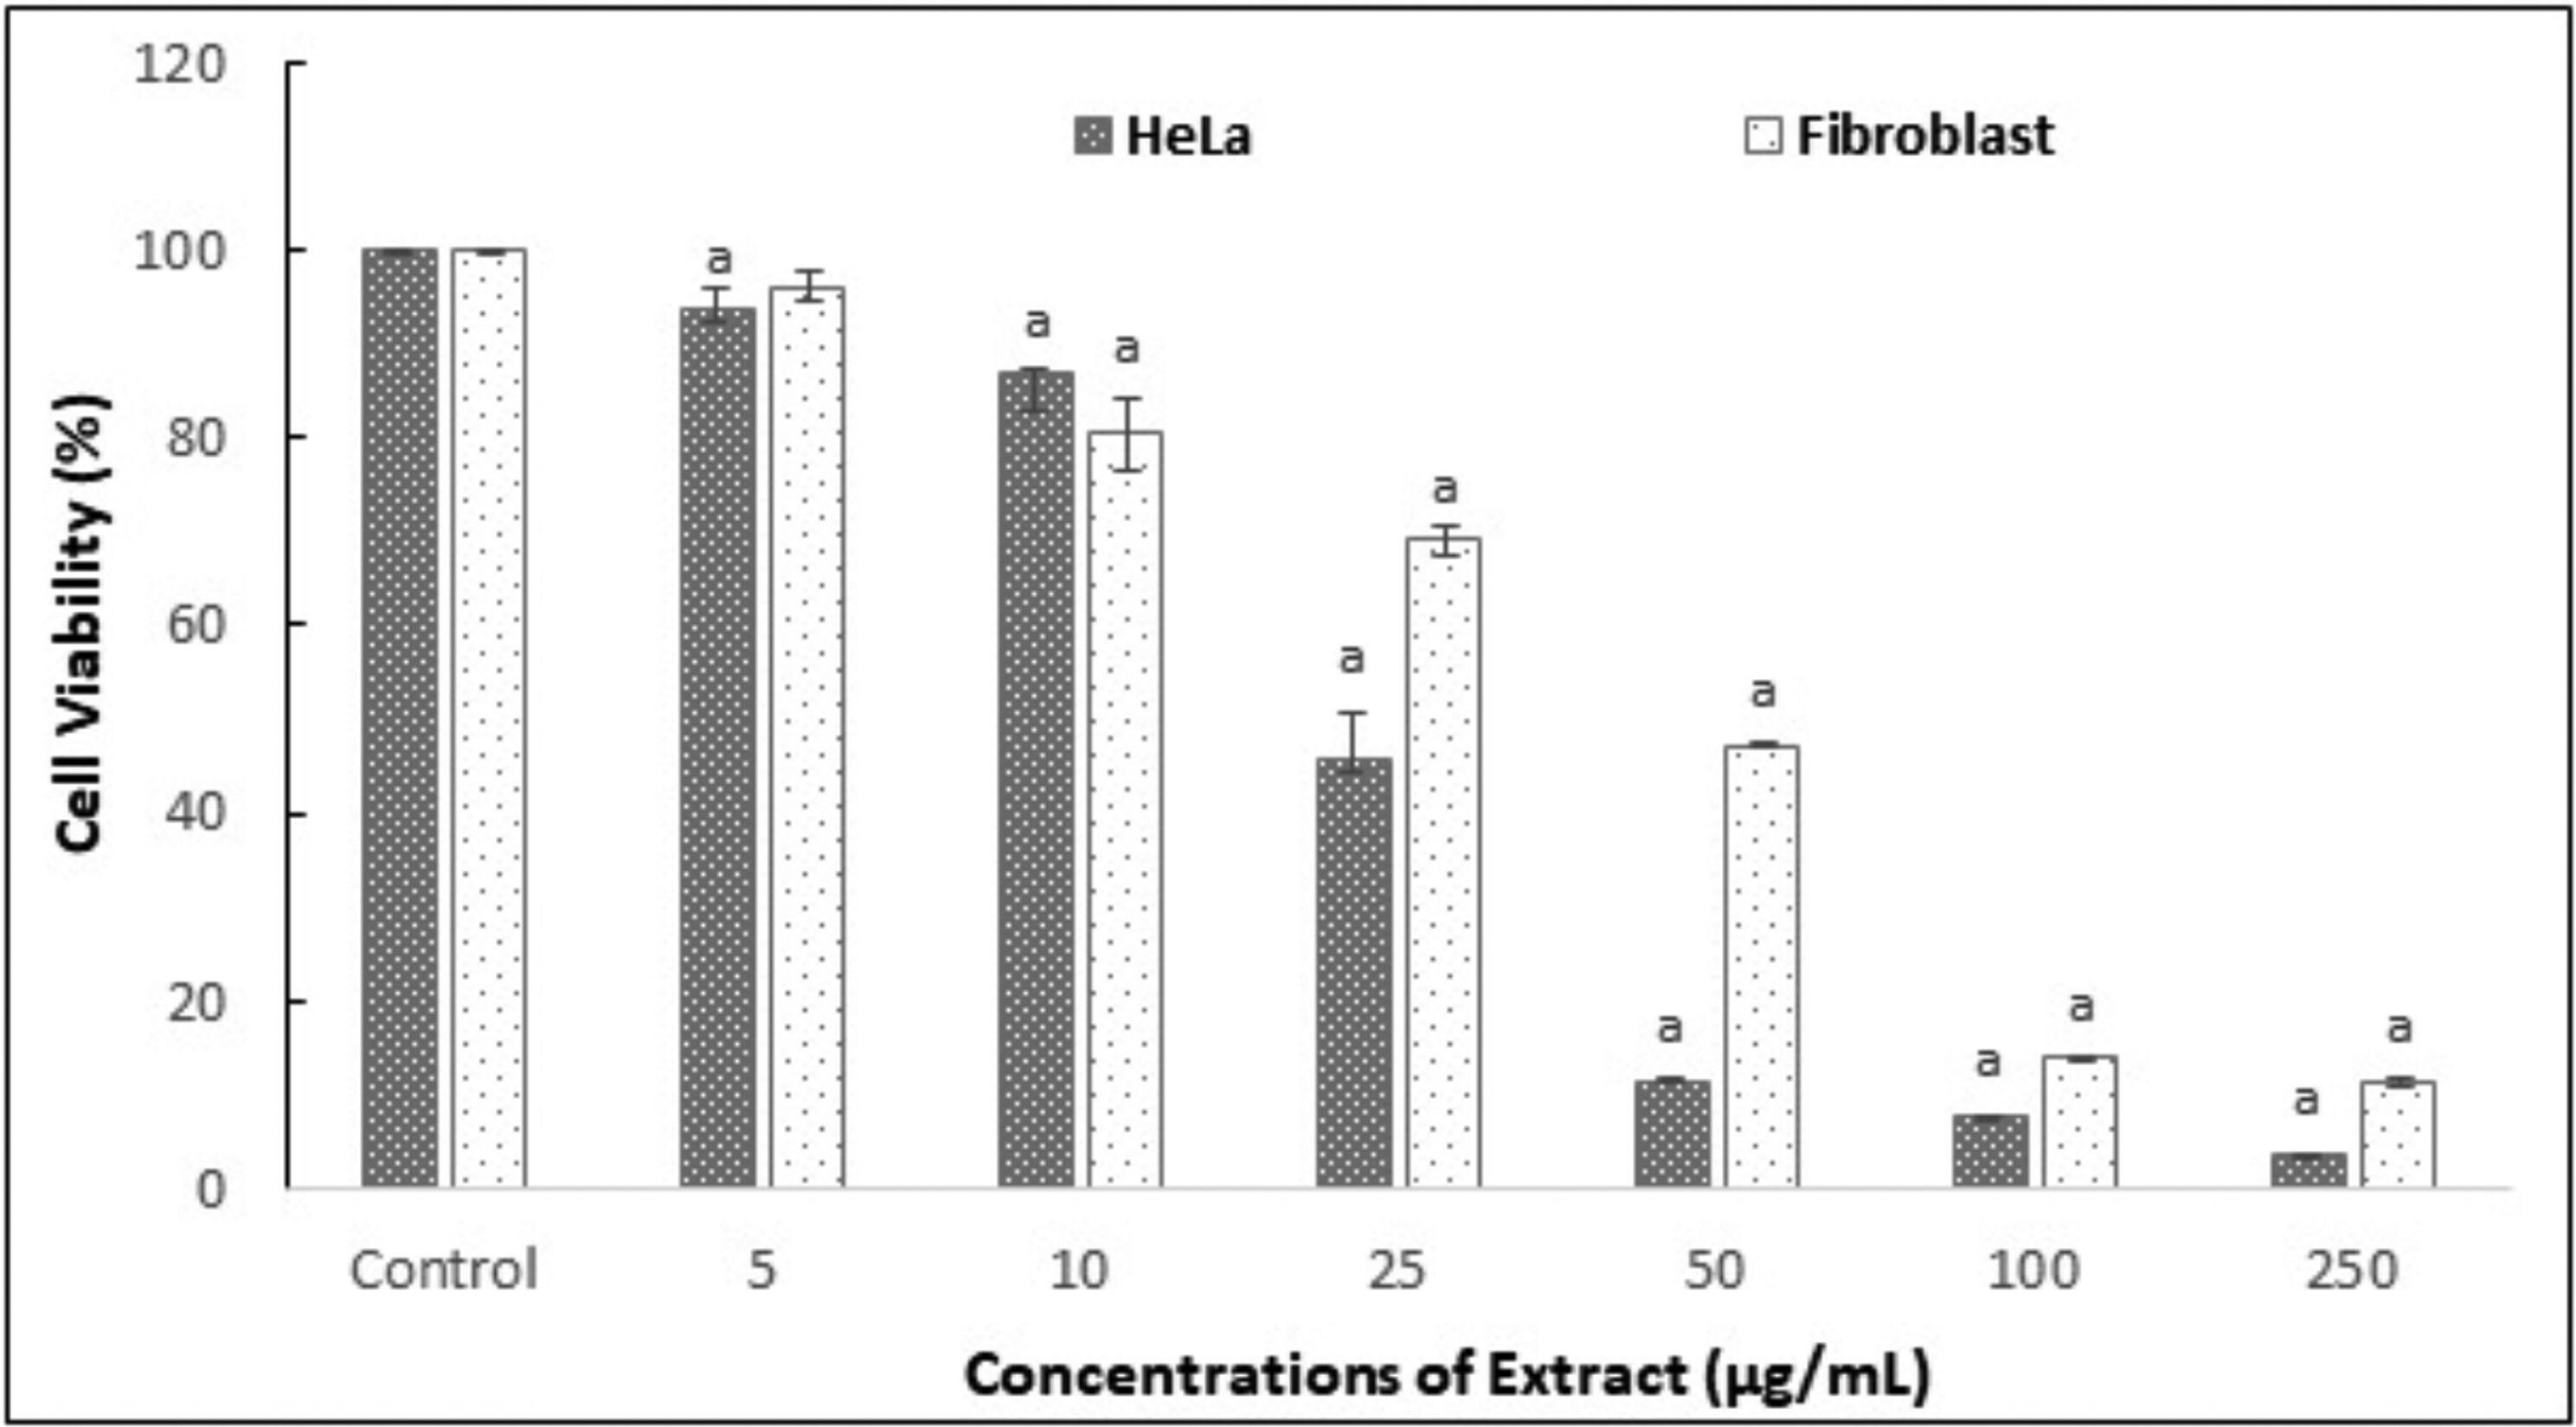 120
HeLa Fibroblast
100
a
a
a
80
a
60
a
a
40
20
a
a
a
a
a
0
Control 5 10 25 50 100 250
Cell Viability (%)
Concentrations of Extract (µg/mL)